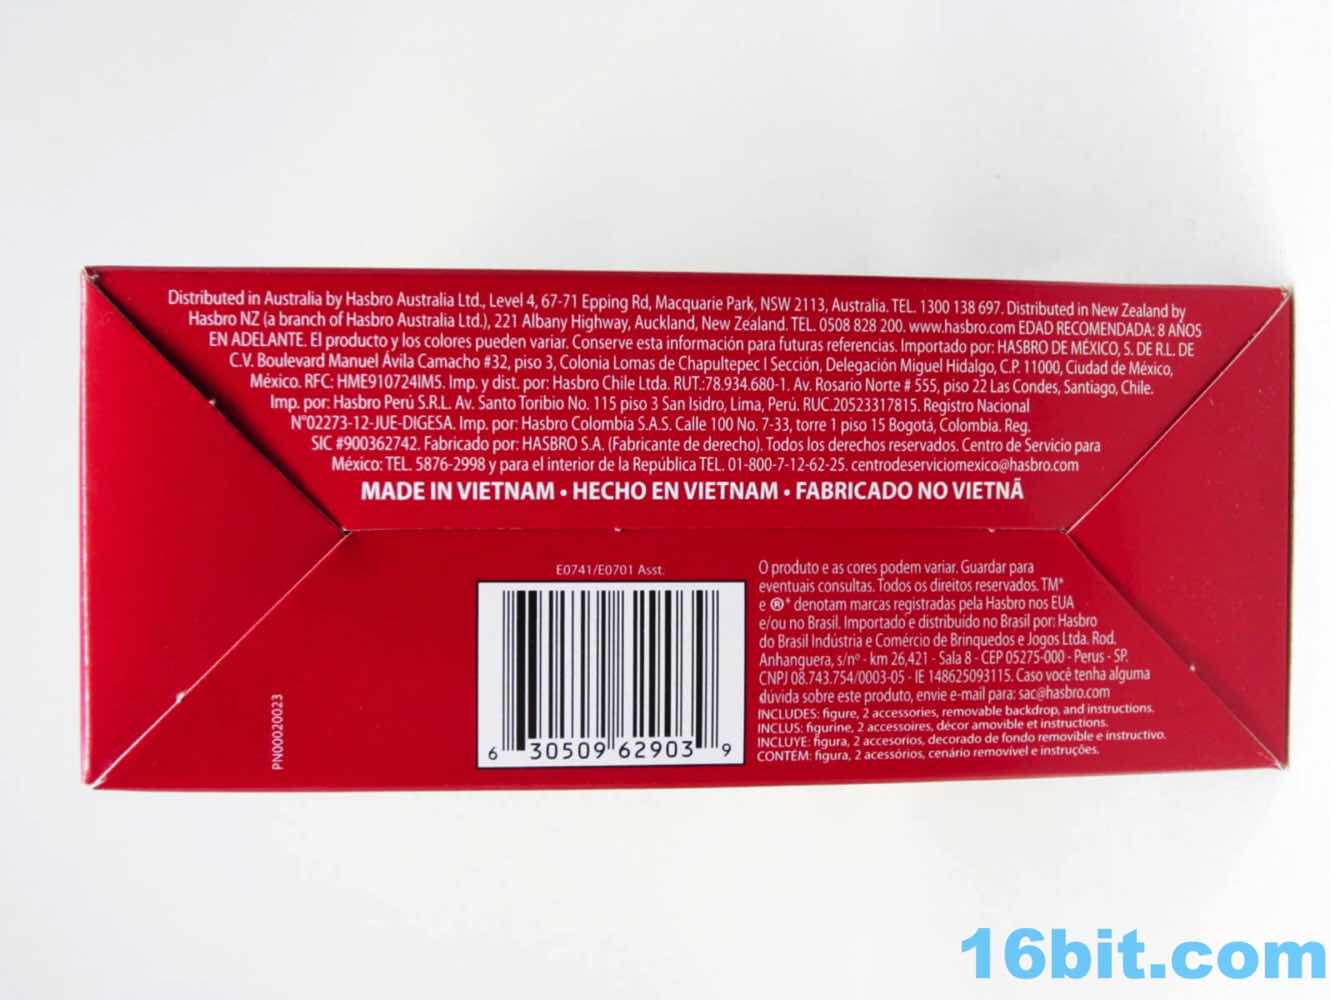 Distributed in Australia by Hasbro Australia Ltd., Level 4, 67-71 Epping Rd, Macquarie Park, NSW 2113, Australia. TEL. 1300 138 697. Distributed in New Zealand by
Hasbro NZ (a branch of Hasbro Australia Ltd.), 221 Albany Highway, Auckland, New Zealand. TEL. 0508 828 200. www.hasbro.com EDAD RECOMENDADA: 8 AÑOS
EN ADELANTE. El producto y los colores pueden variar. Conserve esta información para futuras referencias. Importado por: HASBRO DE MÉXICO, S. DE R.L. DE
C.V. Boulevard Manuel Ávila Camacho #32, piso 3, Colonia Lomas de Chapultepec I Sección, Delegación Miguel Hidalgo, C.P. 11000, Ciudad de México,
México. RFC: HME910724IM5. Imp. y dist. por: Hasbro Chile Ltda. RUT.:78.934.680-1. Av. Rosario Norte # 555, piso 22 Las Condes, Santiago, Chile.
Imp. por: Hasbro Perú S.R.L. Av. Santo Toribio No. 115 piso 3 San Isidro, Lima, Perú. RUC.20523317815. Registro Nacional
N°02273-12-JUE-DIGESA. Imp. por: Hasbro Colombia S.A.S. Calle 100 No. 7-33, torre 1 piso 15 Bogotá, Colombia. Reg.
SIC #900362742. Fabricado por: HASBRO S.A. (Fabricante de derecho). Todos los derechos reservados. Centro de Servicio para
México: TEL. 5876-2998 y para el interior de la República TEL. 01-800-7-12-62-25. centrodeserviciomexico@hasbro.com
MADE IN VIETNAM • HECHO EN VIETNAM • FABRICADO NO VIETNÃ
E0741/E0701 Asst.
6 30509 62903 9
PN00020023
O produto e as cores podem variar. Guardar para
eventuais consultas. Todos os direitos reservados. TM*
e ®* denotam marcas registradas pela Hasbro nos EUA
e/ou no Brasil. Importado e distribuído no Brasil por: Hasbro
do Brasil Indústria e Comércio de Brinquedos e Jogos Ltda. Rod.
Anhanguera, s/nº - km 26,421 - Sala 8 - CEP 05275-000 - Perus - SP.
CNPJ 08.743.754/0003-05 - IE 148625093115. Caso você tenha alguma
dúvida sobre este produto, envie e-mail para: sac@hasbro.com
INCLUDES: figure, 2 accessories, removable backdrop, and instructions.
INCLUS: figurine, 2 accessoires, décor amovible et instructions.
INCLUYE: figura, 2 accesorios, decorado de fondo removible e instructivo.
CONTÉM: figura, 2 acessórios, cenário removível e instruções.
16bit.com